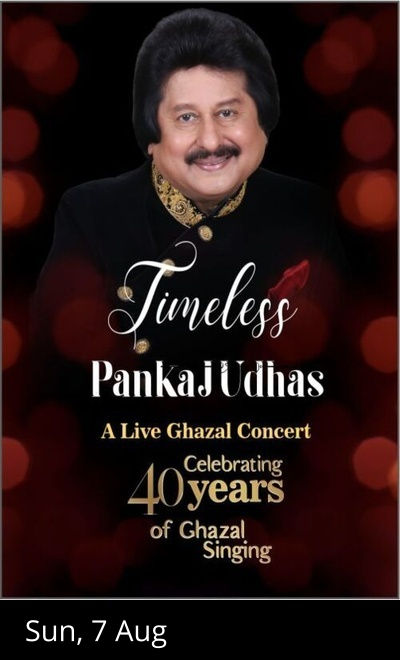 Timeless
Pankaj Udhas
A Live Ghazal Concert
Celebrating
40 years
of Ghazal
Singing
Sun, 7 Aug